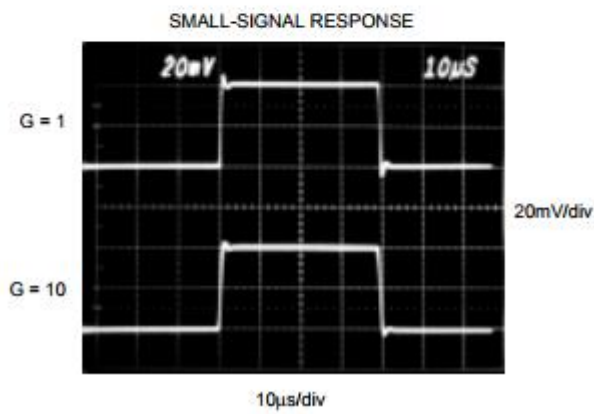 SMALL-SIGNAL RESPONSE
20mV 10µS
G = 1
20mV/div
G = 10
10µs/div